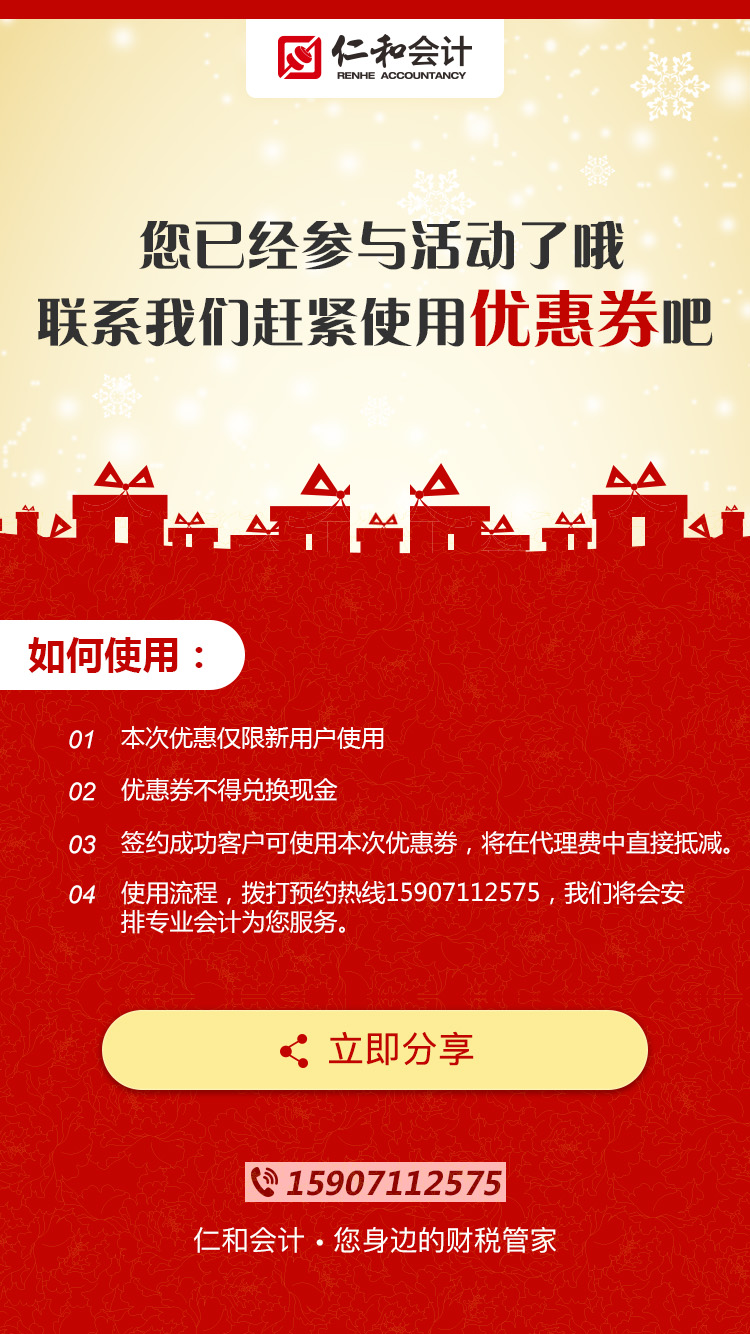 仁和会计
RENHE ACCOUNTANCY
您已经参与活动了哦
联系我们赶紧使用优惠券吧
如何使用：
01 本次优惠仅限新用户使用
02 优惠券不得兑换现金
03 签约成功客户可使用本次优惠劵，将在代理费中直接抵减。
04 使用流程，拨打预约热线15907112575，我们将会安
排专业会计为您服务。
立即分享
15907112575
仁和会计·您身边的财税管家